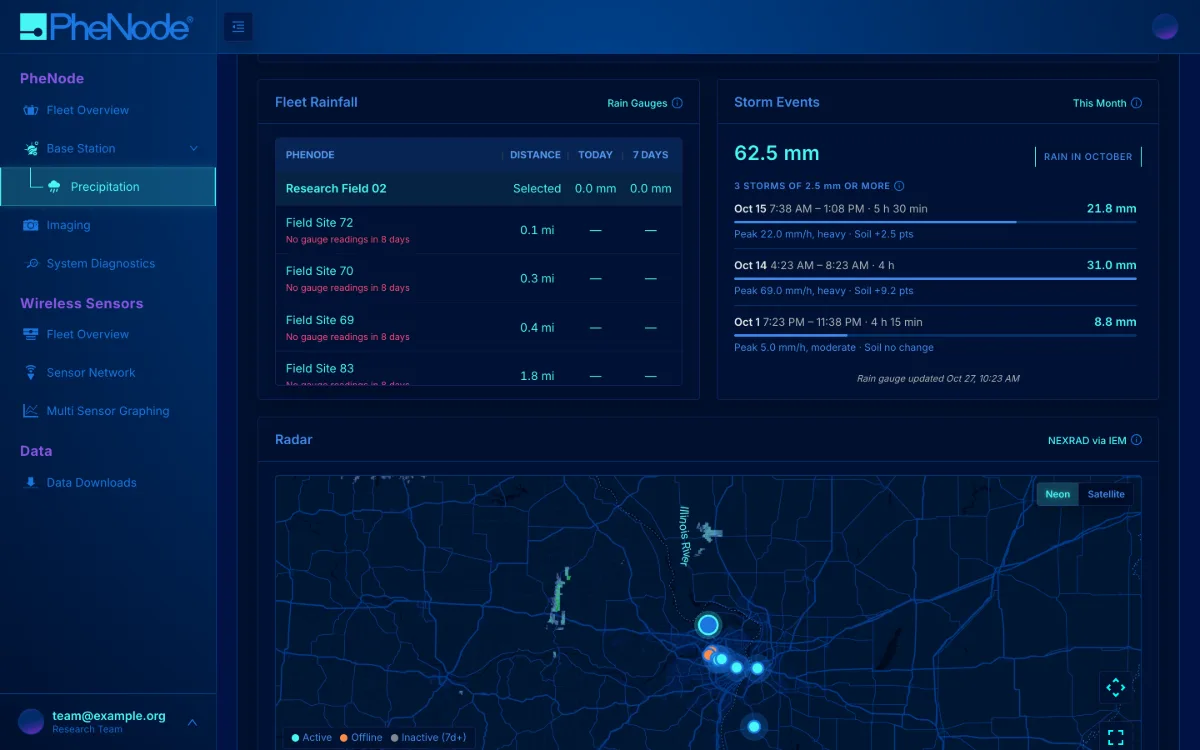 PheNode®
PheNode
Fleet Overview
Base Station
Precipitation
Imaging
System Diagnostics
Wireless Sensors
Fleet Overview
Sensor Network
Multi Sensor Graphing
Data
Data Downloads
team@example.org
Research Team
Fleet Rainfall
Rain Gauges
PHENODE DISTANCE TODAY 7 DAYS
Research Field 02 Selected 0.0 mm 0.0 mm
Field Site 72 0.1 mi — —
No gauge readings in 8 days
Field Site 70 0.3 mi — —
No gauge readings in 8 days
Field Site 69 0.4 mi — —
No gauge readings in 8 days
Field Site 83 1.8 mi — —
No gauge readings in 8 days
Storm Events
This Month
62.5 mm
RAIN IN OCTOBER
3 STORMS OF 2.5 mm OR MORE
Oct 15 7:38 AM – 1:08 PM · 5 h 30 min 21.8 mm
Peak 22.0 mm/h, heavy · Soil +2.5 pts
Oct 14 4:23 AM – 8:23 AM · 4 h 31.0 mm
Peak 69.0 mm/h, heavy · Soil +9.2 pts
Oct 1 7:23 PM – 11:38 PM · 4 h 15 min 8.8 mm
Peak 5.0 mm/h, moderate · Soil no change
Rain gauge updated Oct 27, 10:23 AM
Radar
NEXRAD via IEM
Neon Satellite
Illinois River
Active Offline Inactive (7d+)